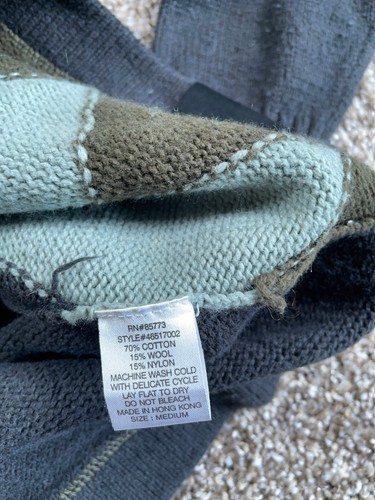 RN#85773
STYLE#46517002
70% COTTON
15% WOOL
15% NYLON
MACHINE WASH COLD
WITH DELICATE CYCLE
LAY FLAT TO DRY
DO NOT BLEACH
MADE IN HONG KONG
SIZE : MEDIUM